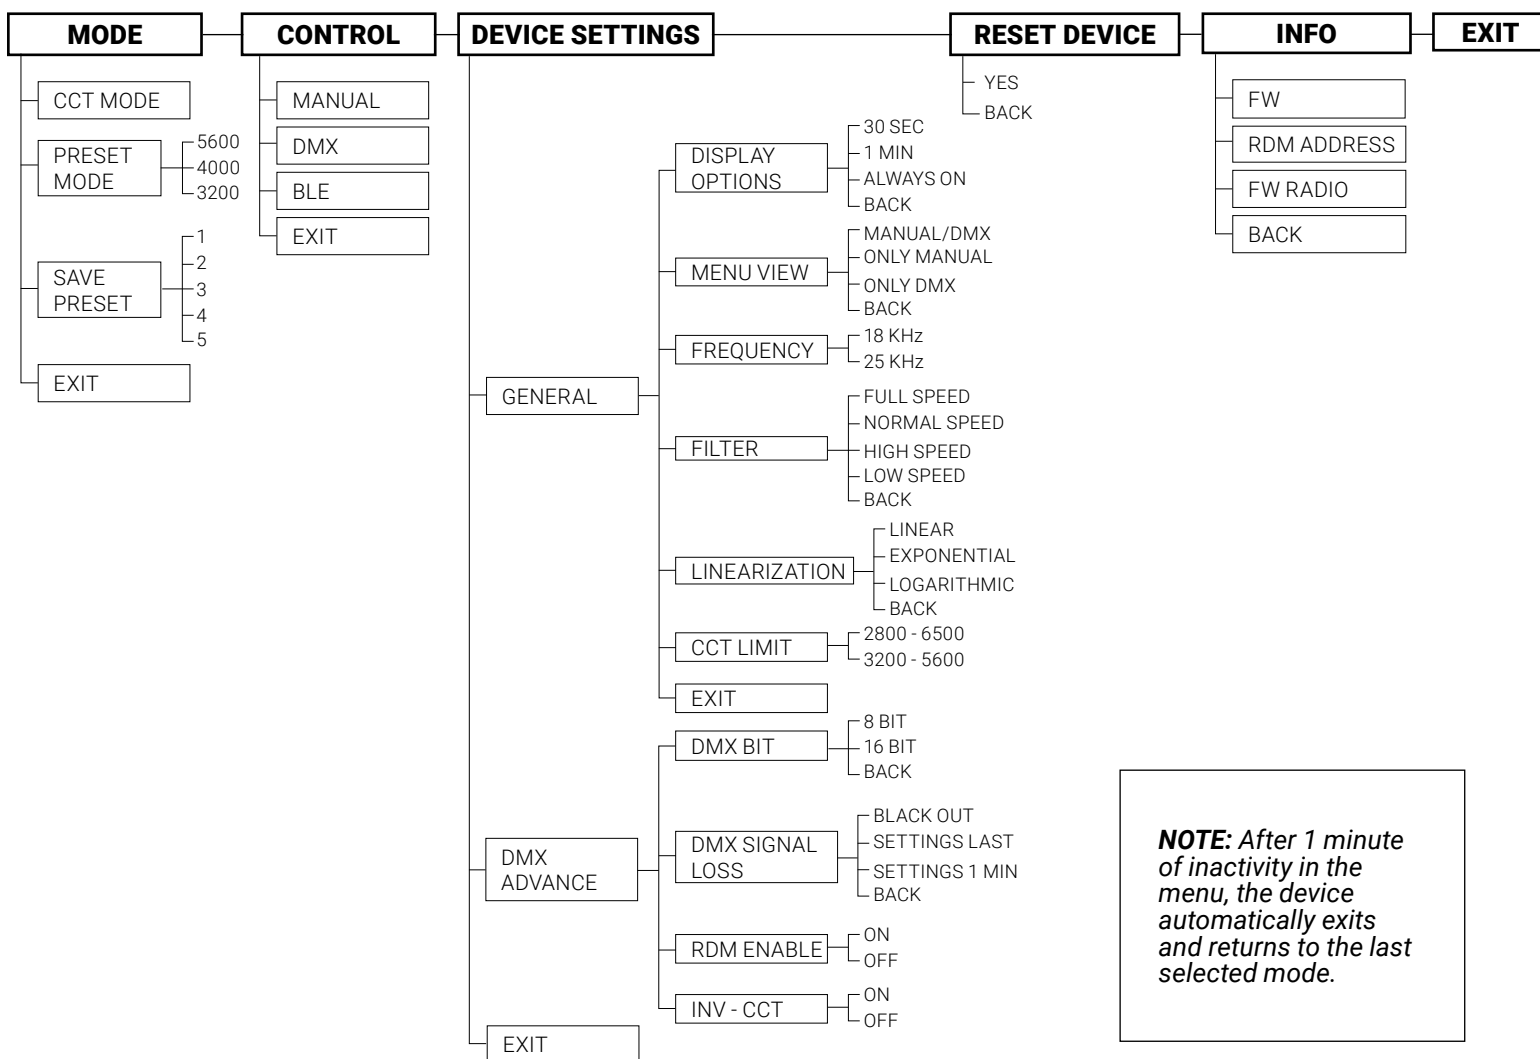 MODE
CONTROL
DEVICE SETTINGS
RESET DEVICE
INFO
EXIT
CCT MODE
PRESET
MODE
5600
4000
3200
SAVE
PRESET
1
2
3
4
5
EXIT
MANUAL
DMX
BLE
EXIT
GENERAL
DISPLAY
OPTIONS
30 SEC
1 MIN
ALWAYS ON
BACK
MENU VIEW
MANUAL/DMX
ONLY MANUAL
ONLY DMX
BACK
FREQUENCY
18 KHz
25 KHz
FILTER
FULL SPEED
NORMAL SPEED
HIGH SPEED
LOW SPEED
BACK
LINEARIZATION
LINEAR
EXPONENTIAL
LOGARITHMIC
BACK
CCT LIMIT
2800 - 6500
3200 - 5600
EXIT
DMX
ADVANCE
DMX BIT
8 BIT
16 BIT
BACK
DMX SIGNAL
LOSS
BLACK OUT
SETTINGS LAST
SETTINGS 1 MIN
BACK
RDM ENABLE
ON
OFF
INV - CCT
ON
OFF
EXIT
YES
BACK
FW
RDM ADDRESS
FW RADIO
BACK
NOTE: After 1 minute
of inactivity in the
menu, the device
automatically exits
and returns to the last
selected mode.